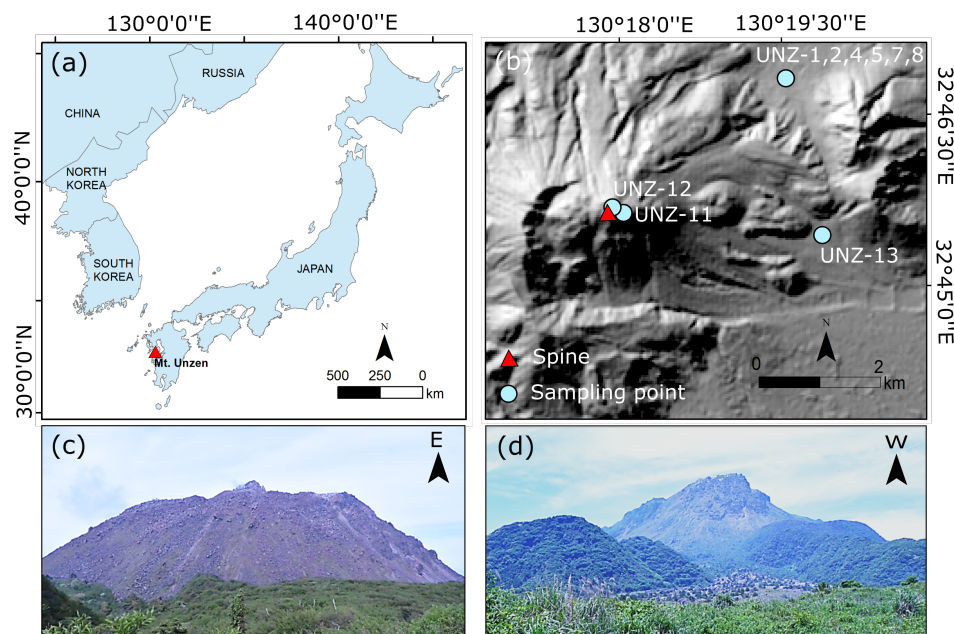 130°0'0"E
140°0'0"E
(a)
RUSSIA
CHINA
NORTH
KOREA
SOUTH
KOREA
JAPAN
Mt. Unzen
N
500
250
0
km
40°0'0"N
30°0'0"N
130°18'0"E
130°19'30"E
(b)
UNZ-1,2,4,5,7,8
UNZ-12
UNZ-11
UNZ-13
Spine
Sampling point
N
0
2
km
32°46'30"E
32°45'0"E
(c)
E
(d)
W